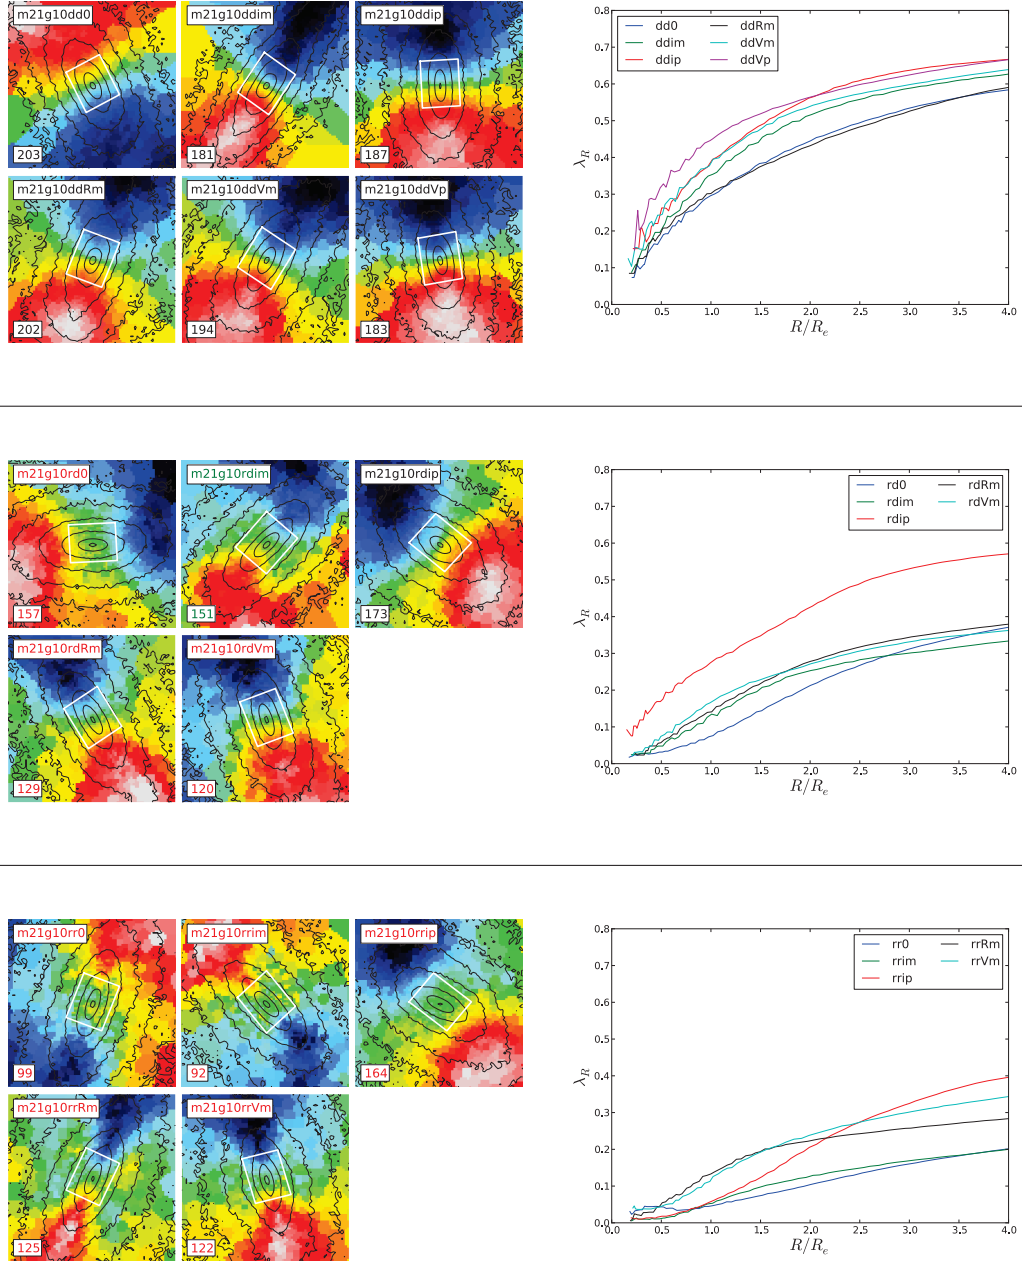 m21g10dd0 m21g10ddim m21g10ddip
203 181 187
m21g10ddRm m21g10ddVm m21g10ddVp
202 194 183
0.8
0.7
0.6
0.5
0.4
0.3
0.2
0.1
0.0
λ_R
dd0 ddRm
ddim ddVm
ddip ddVp
0.0 0.5 1.0 1.5 2.0 2.5 3.0 3.5 4.0
R/R_e
m21g10rd0 m21g10rdim m21g10rdip
157 151 173
m21g10rdRm m21g10rdVm
129 120
0.8
0.7
0.6
0.5
0.4
0.3
0.2
0.1
0.0
λ_R
rd0 rdRm
rdim rdVm
rdip
0.0 0.5 1.0 1.5 2.0 2.5 3.0 3.5 4.0
R/R_e
m21g10rr0 m21g10rrim m21g10rrip
99 92 164
m21g10rrRm m21g10rrVm
125 122
0.8
0.7
0.6
0.5
0.4
0.3
0.2
0.1
0.0
λ_R
rr0 rrRm
rrim rrVm
rrip
0.0 0.5 1.0 1.5 2.0 2.5 3.0 3.5 4.0
R/R_e